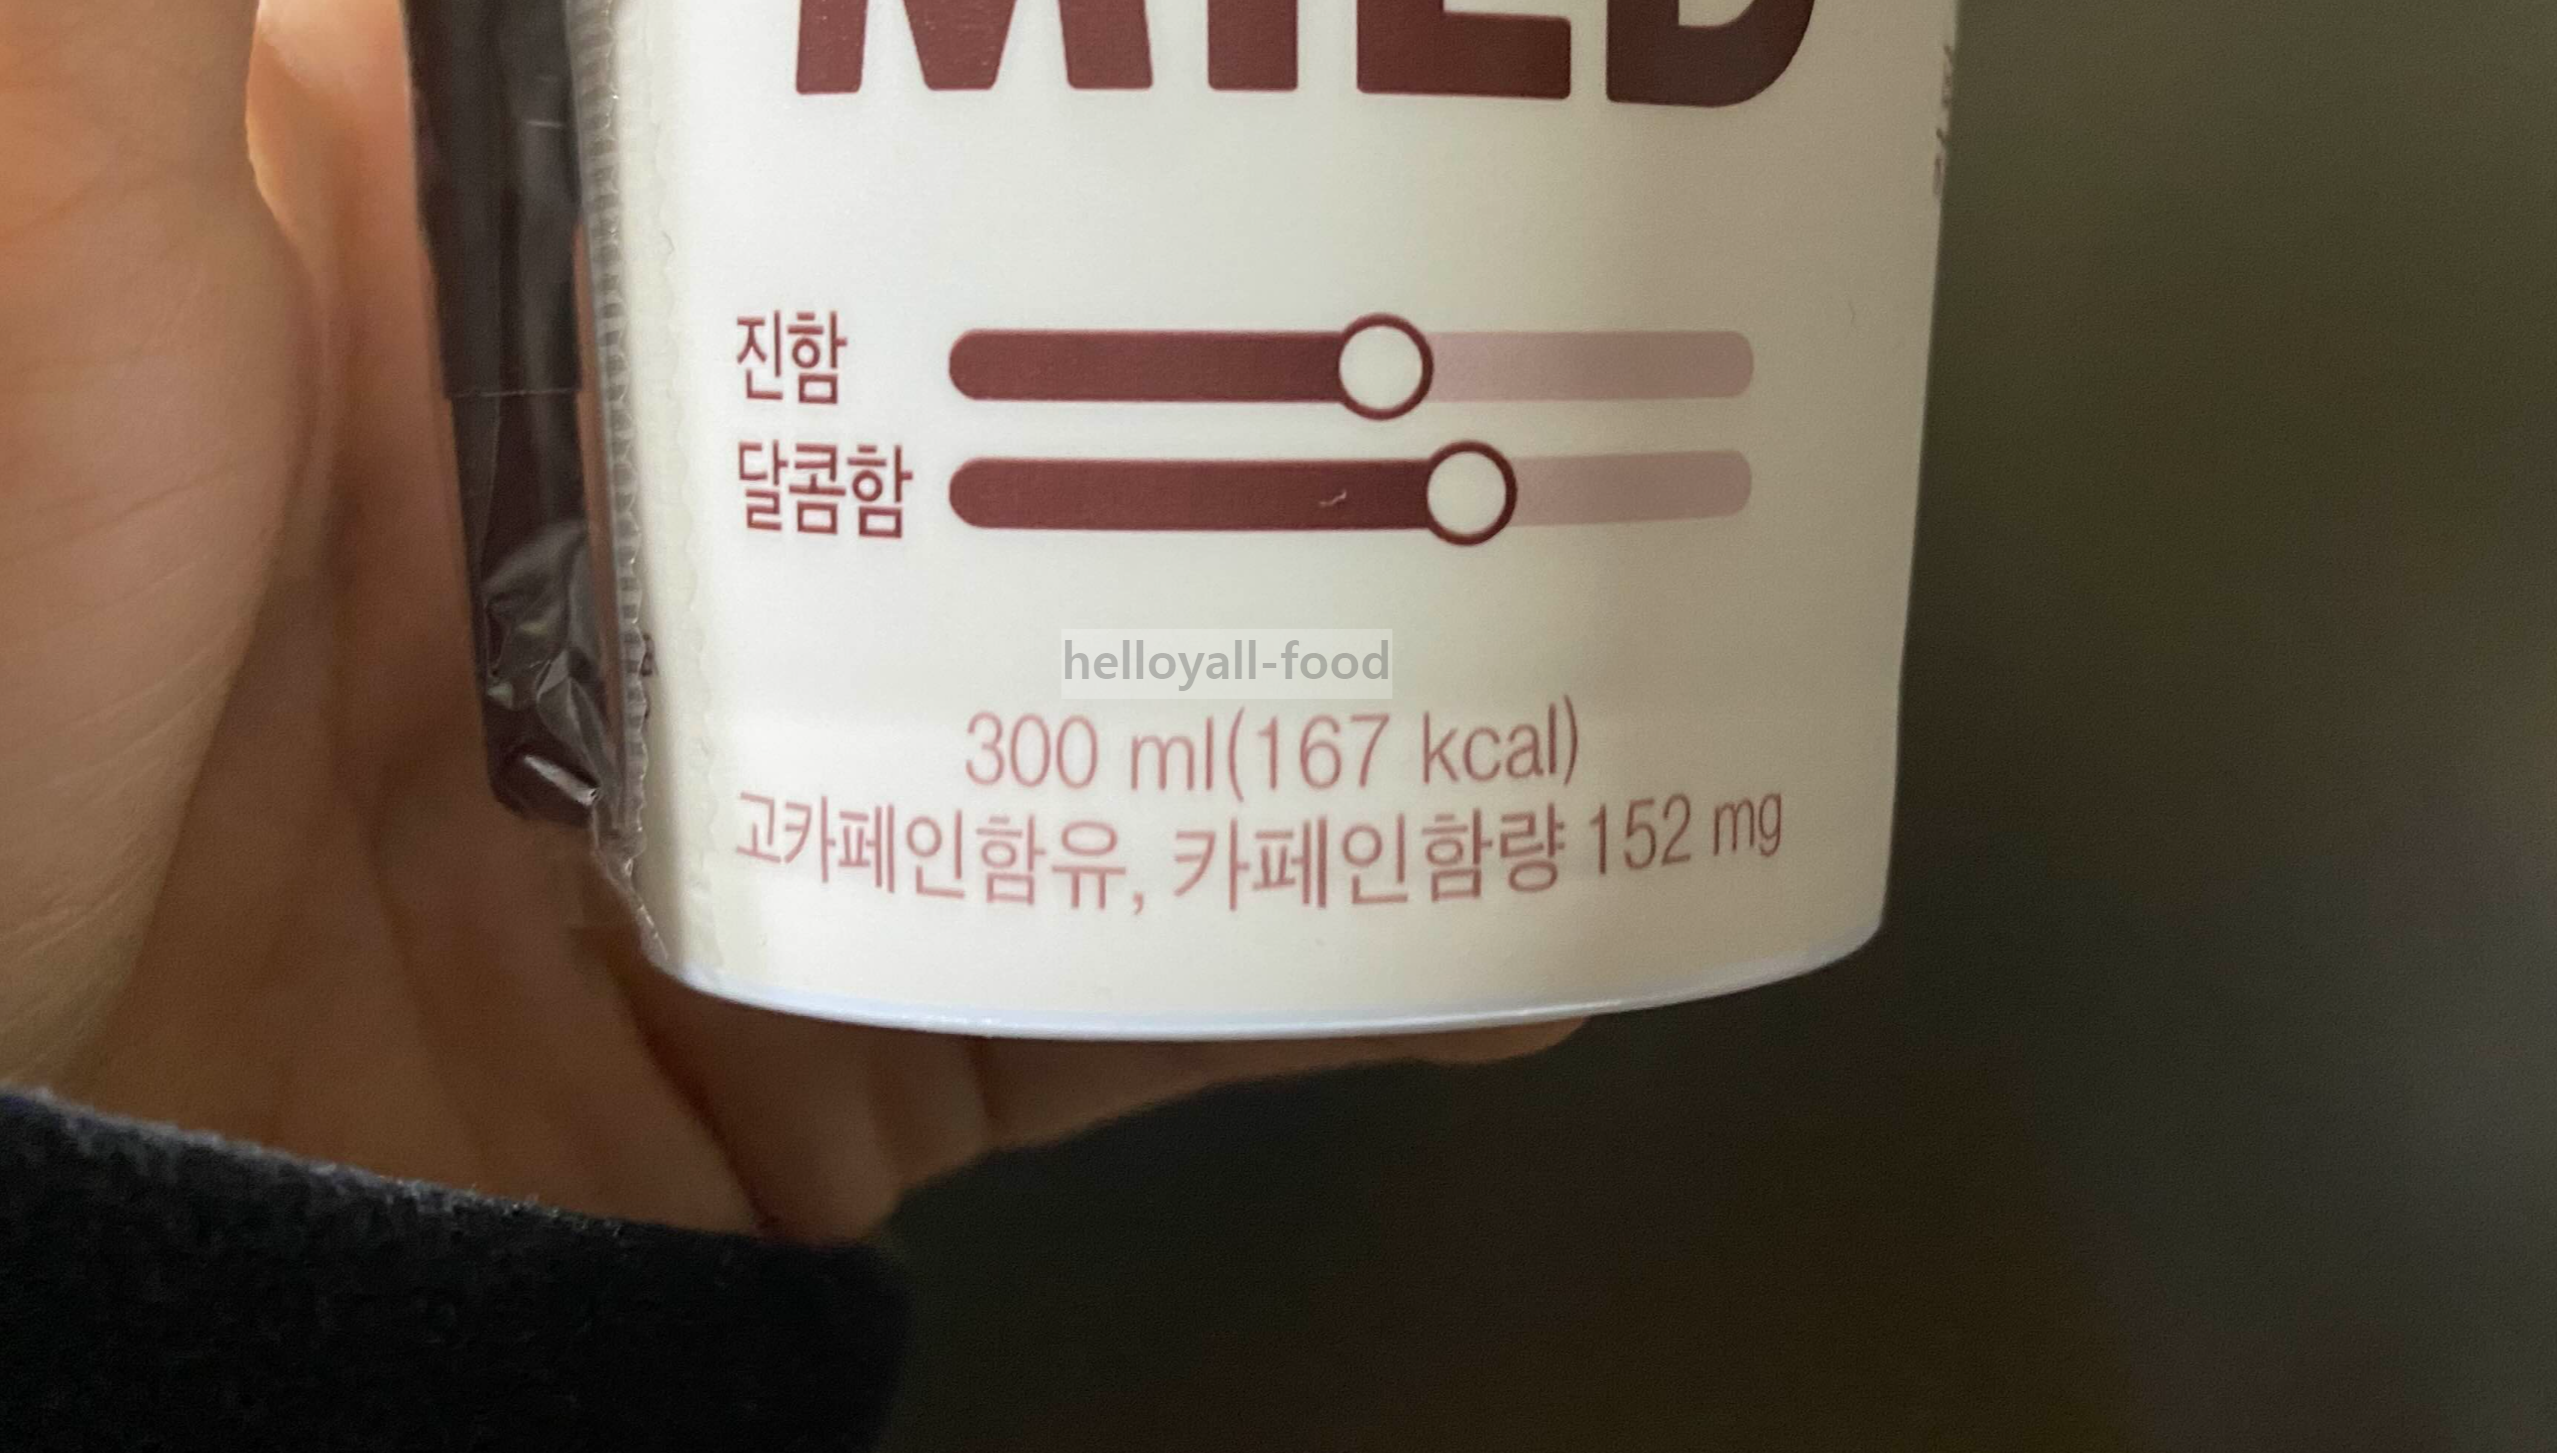 MILD
진함
달콤함
helloyall-food
300 ml(167 kcal)
고카페인함유, 카페인함량 152 mg